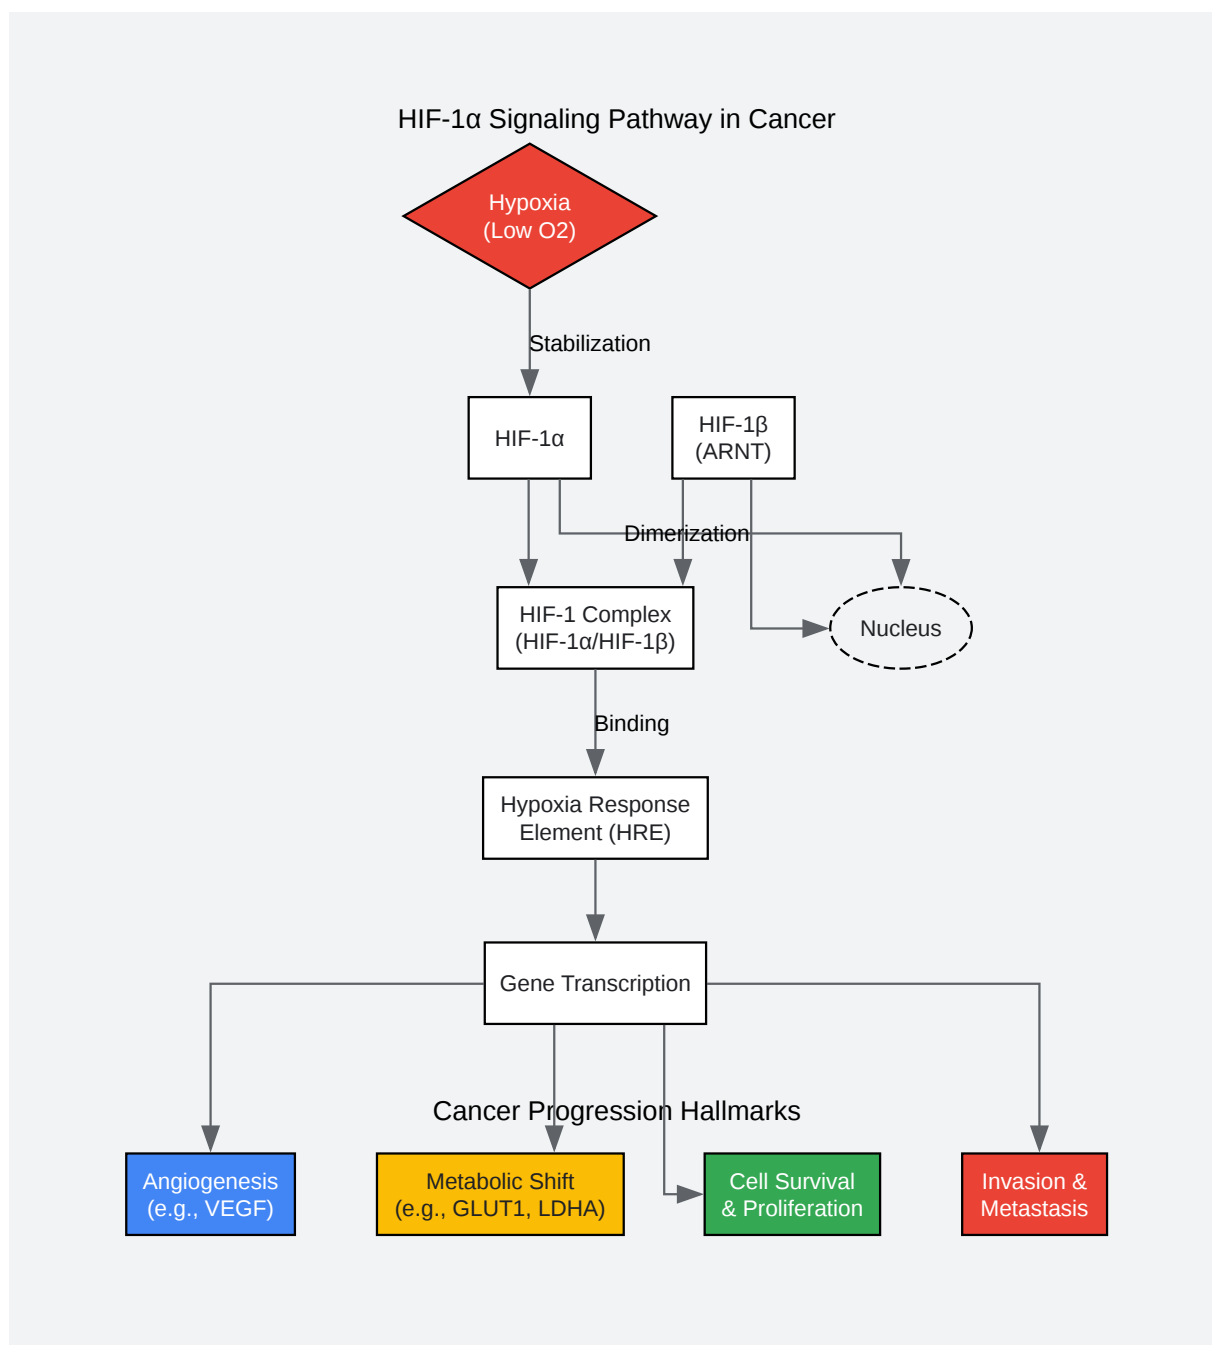 HIF-1α Signaling Pathway in Cancer
Hypoxia
(Low O2)
Stabilization
HIF-1α
HIF-1β
(ARNT)
Dimerization
HIF-1 Complex
(HIF-1α/HIF-1β)
Nucleus
Binding
Hypoxia Response
Element (HRE)
Gene Transcription
Cancer Progression Hallmarks
Angiogenesis
(e.g., VEGF)
Metabolic Shift
(e.g., GLUT1, LDHA)
Cell Survival
& Proliferation
Invasion &
Metastasis